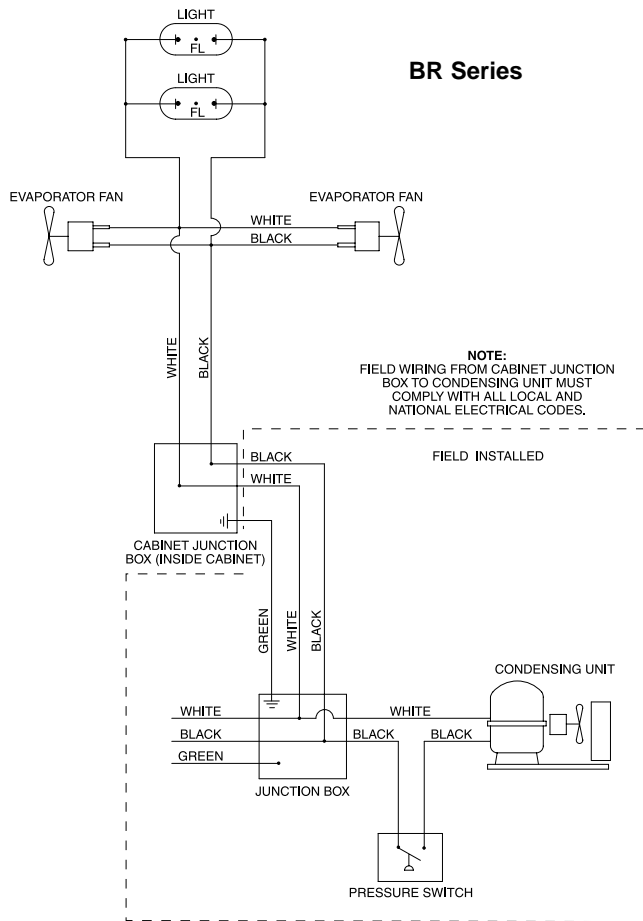 LIGHT
FL
BR Series
LIGHT
FL
EVAPORATOR FAN
EVAPORATOR FAN
WHITE
BLACK
WHITE
BLACK
NOTE:
FIELD WIRING FROM CABINET JUNCTION
BOX TO CONDENSING UNIT MUST
COMPLY WITH ALL LOCAL AND
NATIONAL ELECTRICAL CODES.
BLACK
FIELD INSTALLED
WHITE
CABINET JUNCTION
BOX (INSIDE CABINET)
GREEN
WHITE
BLACK
CONDENSING UNIT
WHITE
WHITE
BLACK
BLACK
BLACK
GREEN
JUNCTION BOX
PRESSURE SWITCH